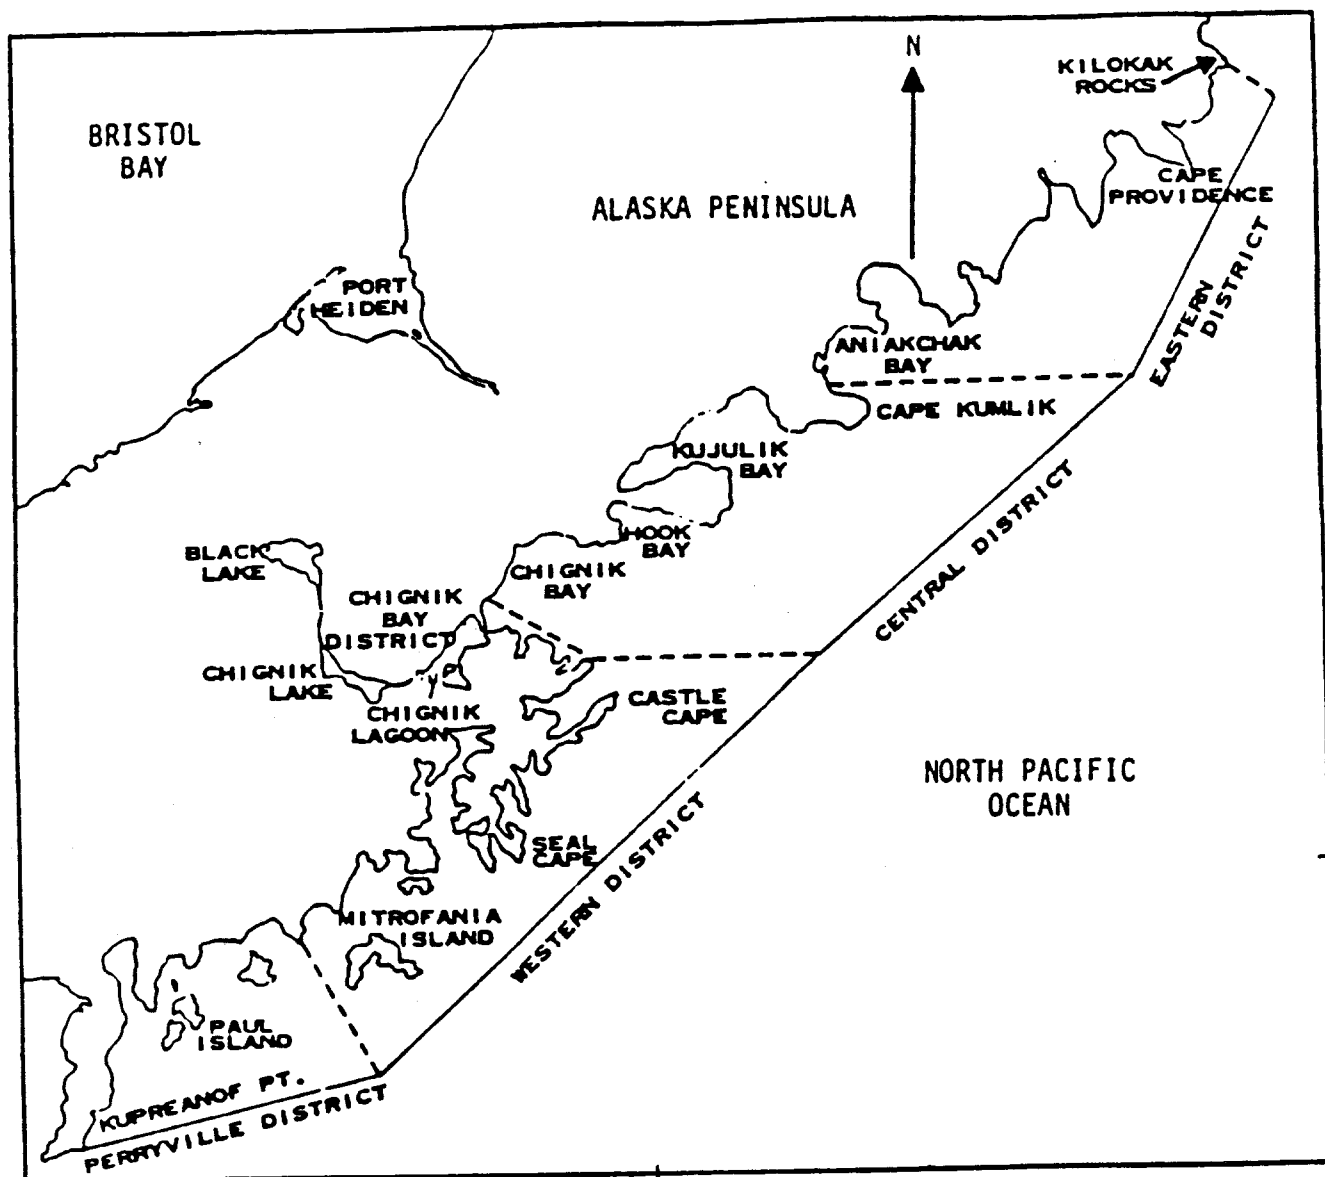 N
KILOKAK
ROCKS
BRISTOL
BAY
CAPE
PROVIDENCE
ALASKA PENINSULA
PORT
HEIDEN
EASTERN
DISTRICT
ANIAKCHAK
BAY
CAPE KUMLIK
KUJULIK
BAY
CENTRAL DISTRICT
HOOK
BAY
BLACK
LAKE
CHIGNIK
BAY
CHIGNIK
BAY
DISTRICT
CHIGNIK
LAKE
CASTLE
CAPE
CHIGNIK
LAGOON
NORTH PACIFIC
OCEAN
SEAL
CAPE
WESTERN DISTRICT
MITROFANIA
ISLAND
PAUL
ISLAND
KUPREANOF PT.
PERRYVILLE DISTRICT